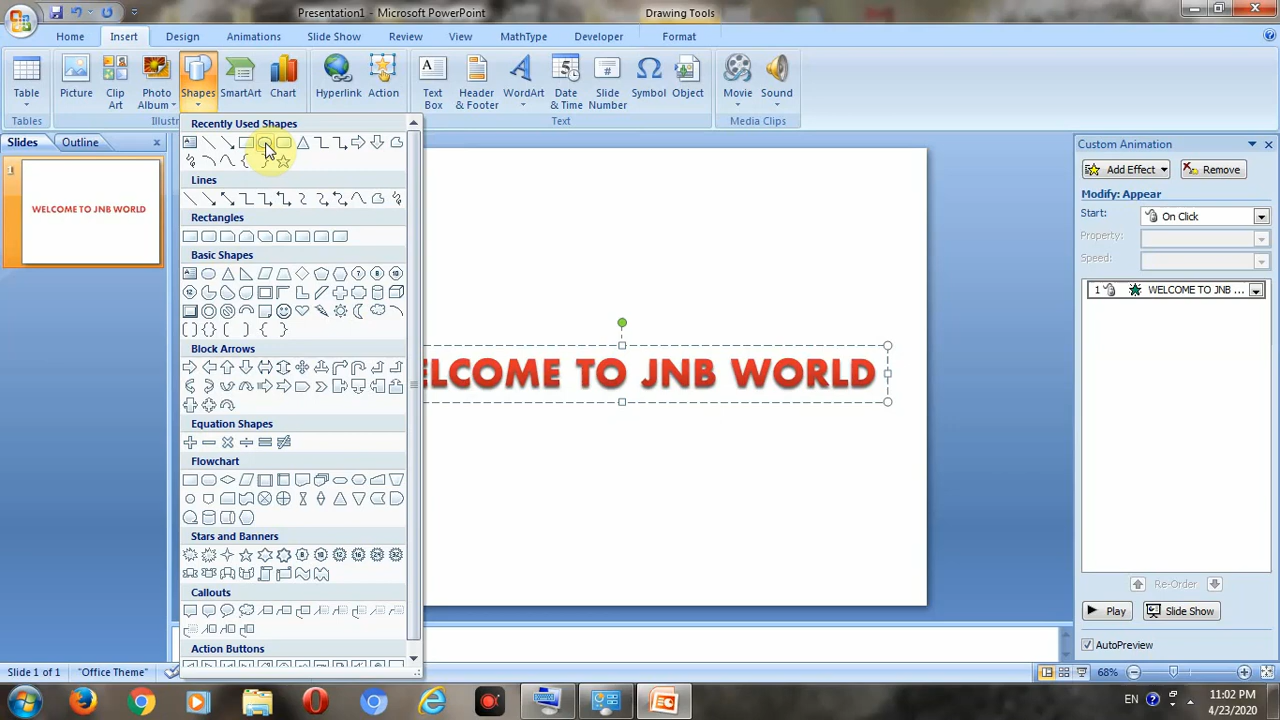 Presentation1 - Microsoft PowerPoint
Drawing Tools
Home
Insert
Design
Animations
Slide Show
Review
View
MathType
Developer
Format
Table
Picture
Clip
Art
Photo
Album
Shapes
SmartArt
Chart
Hyperlink
Action
Text
Box
Header
& Footer
WordArt
Date
& Time
Slide
Number
Symbol
Object
Movie
Sound
Tables
Illust
Text
Media Clips
Slides
Outline
1
WELCOME TO JNB WORLD
Recently Used Shapes
Lines
Rectangles
Basic Shapes
Block Arrows
Equation Shapes
Flowchart
Stars and Banners
Callouts
Action Buttons
ELCOME TO JNB WORLD
Custom Animation
Add Effect
Remove
Modify: Appear
Start:
On Click
Property:
Speed:
1
WELCOME TO JNB ...
Re-Order
Play
Slide Show
AutoPreview
Slide 1 of 1
"Office Theme"
68%
EN
11:02 PM
4/23/2020